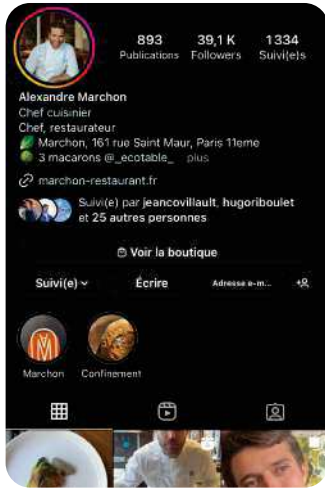 893 39,1 K 1334
Publications Followers Suivi(e)s
Alexandre Marchon
Chef cuisinier
Chef, restaurateur
Marchon, 161 rue Saint Maur, Paris 11eme
3 macarons @_ecotable_ plus
marchon-restaurant.fr
Suivi(e) par jeancovillault, hugoriboulet
et 25 autres personnes
Voir la boutique
Suivi(e) Écrire Adresse e-m...
Marchon Confinement